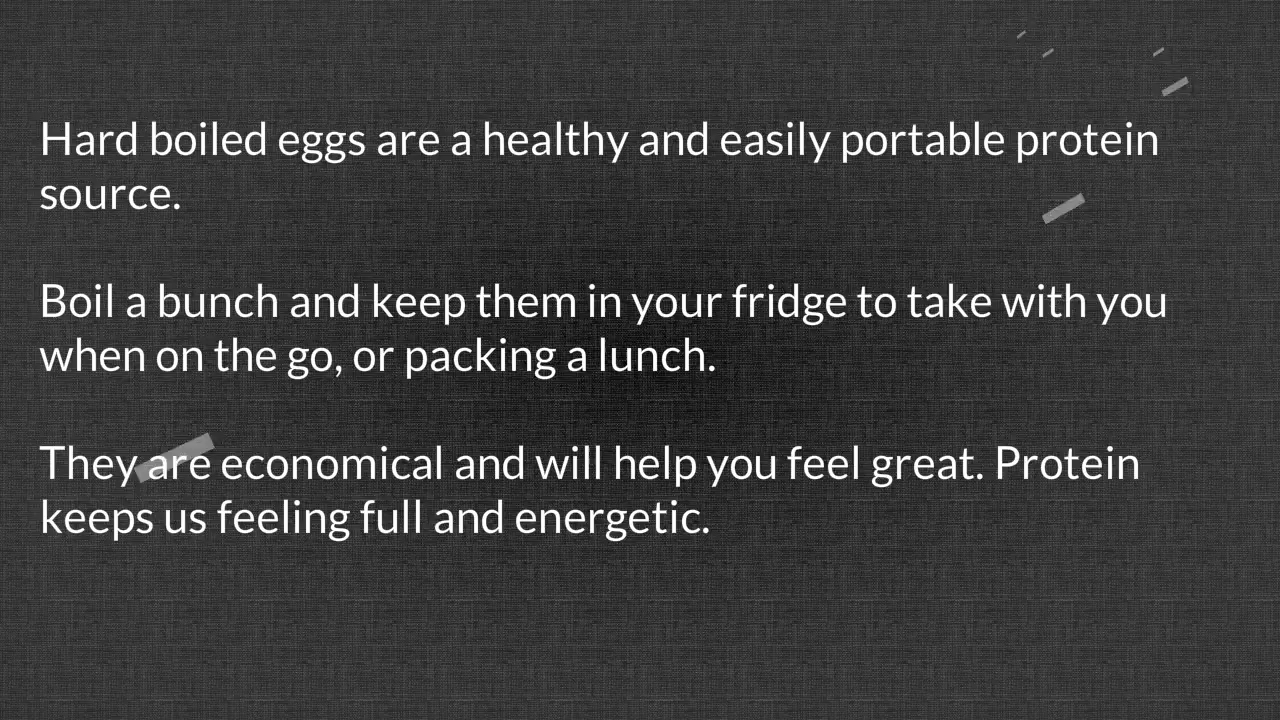 Hard boiled eggs are a healthy and easily portable protein
source.
Boil a bunch and keep them in your fridge to take with you
when on the go, or packing a lunch.
They are economical and will help you feel great. Protein
keeps us feeling full and energetic.